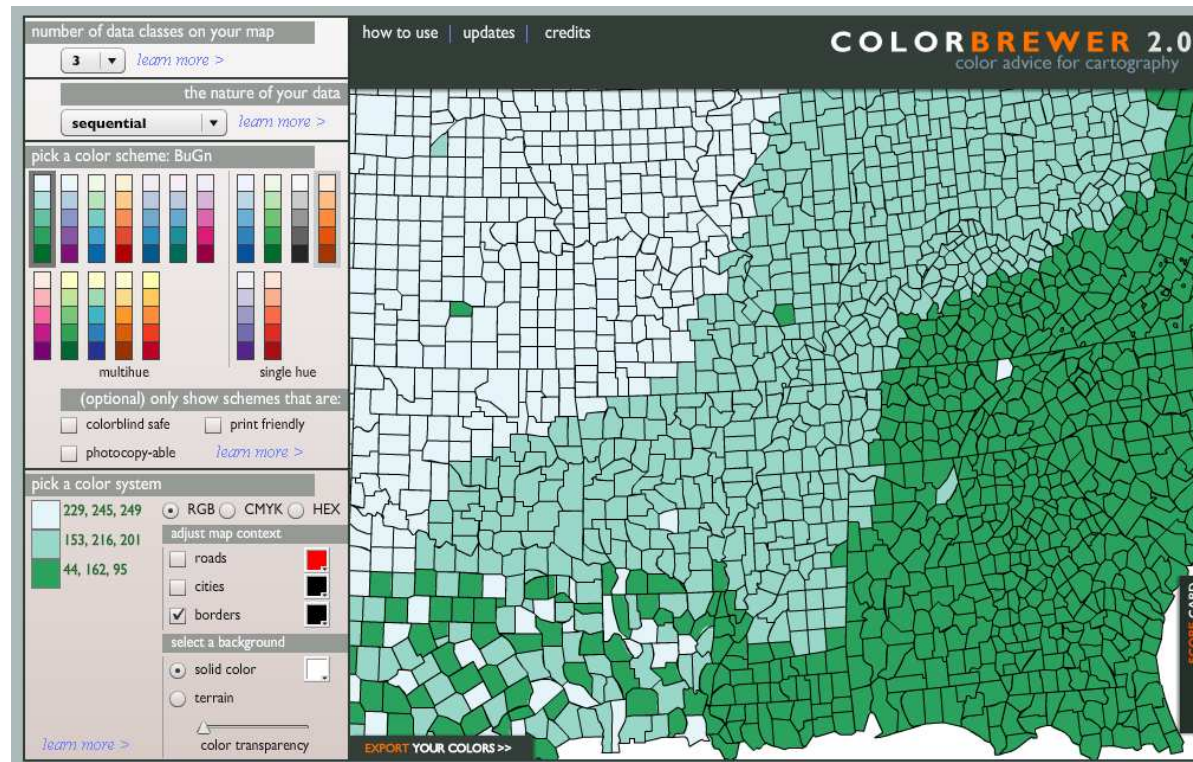 number of data classes on your map
3 learn more >
the nature of your data
sequential learn more >
pick a color scheme: BuGn
multihue single hue
(optional) only show schemes that are:
colorblind safe print friendly
photocopy-able learn more >
pick a color system
229, 245, 249
153, 216, 201
44, 162, 95
RGB CMYK HEX
adjust map context
roads
cities
borders
select a background
solid color
terrain
color transparency
learn more >
how to use | updates | credits
COLORBREWER 2.0
color advice for cartography
EXPORT YOUR COLORS >>
SCORE CARD